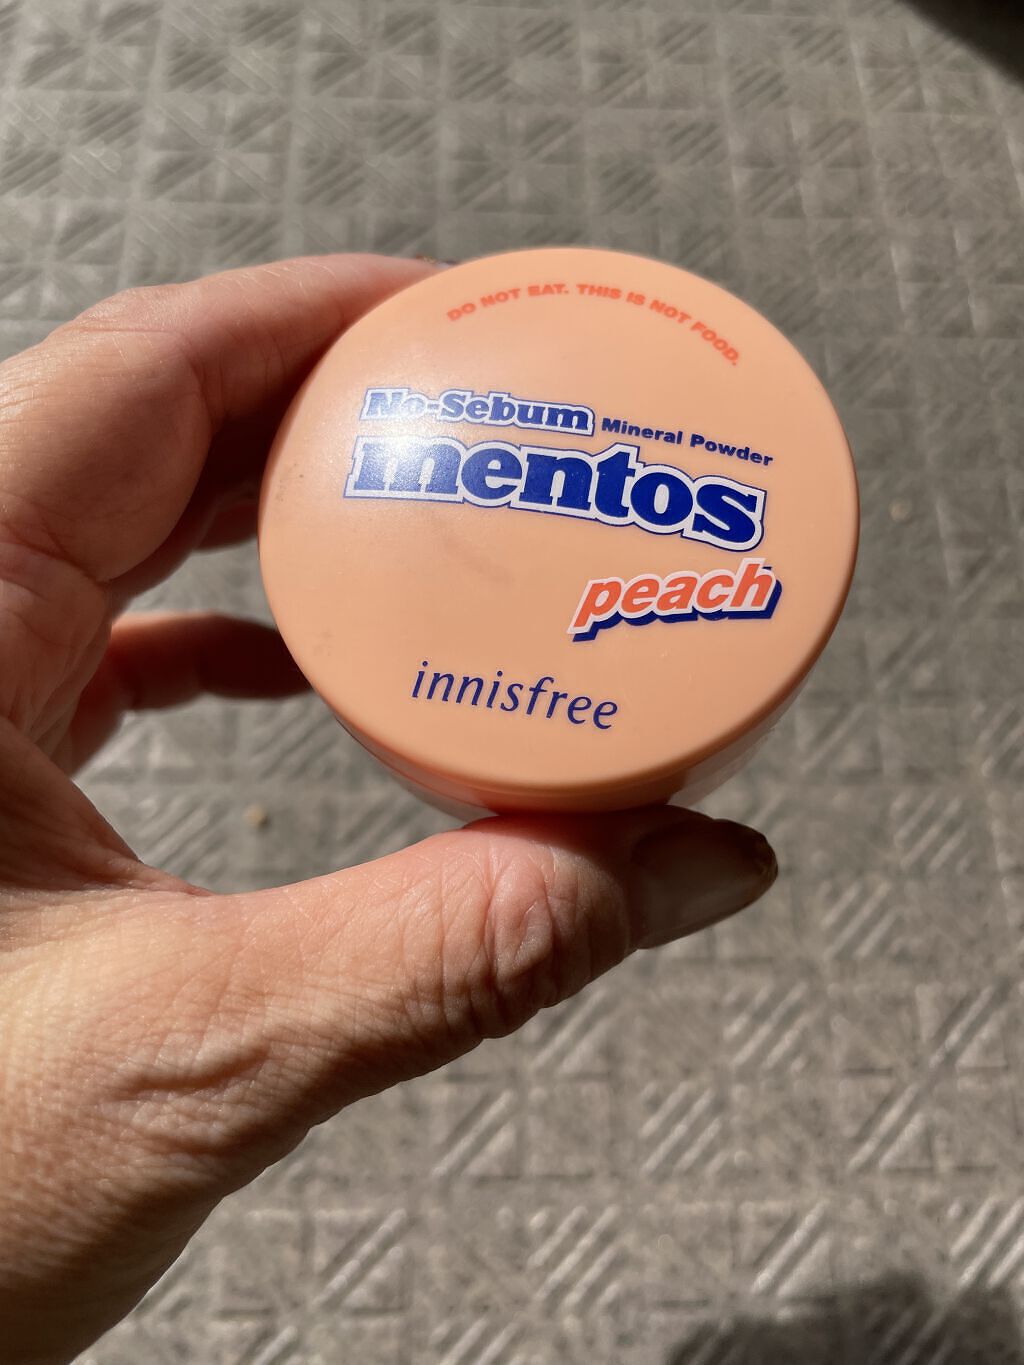 DO NOT EAT. THIS IS NOT FOOD.
No-Sebum Mineral Powder
mentos
peach
innisfree